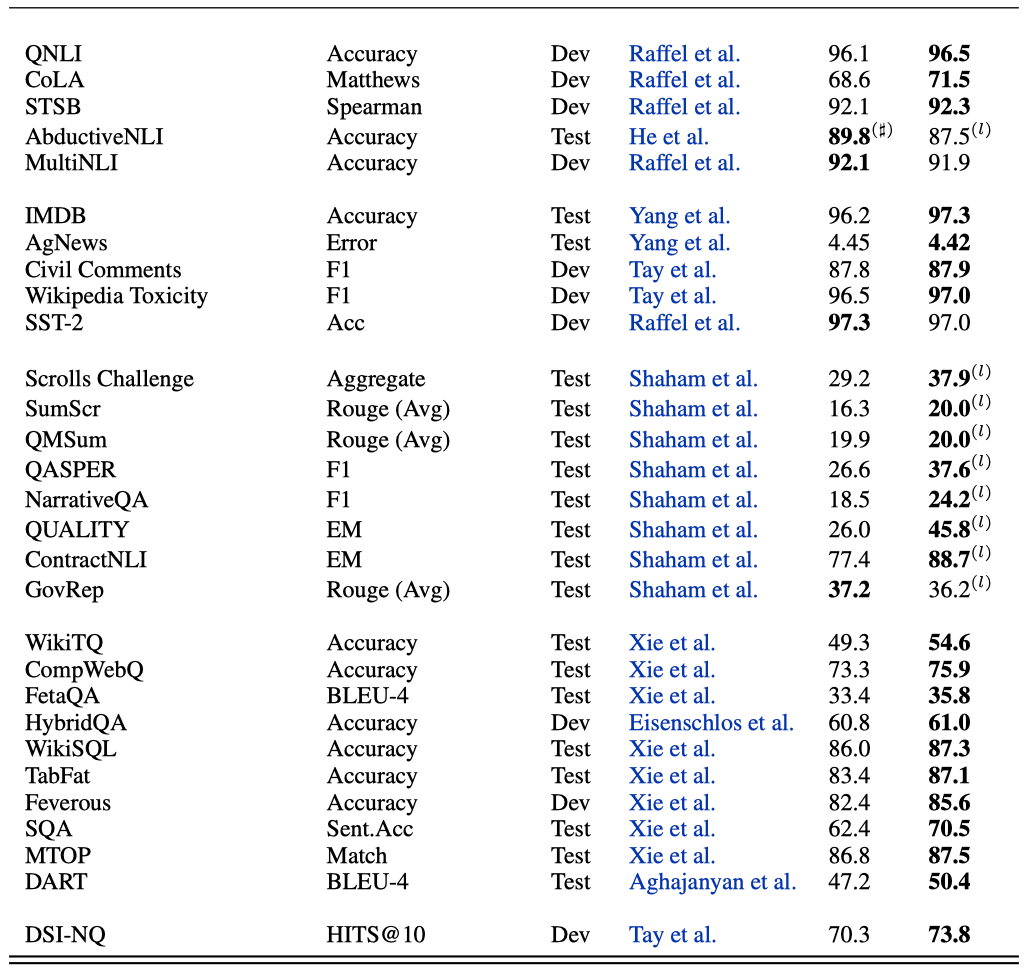 QNLI Accuracy Dev Raffel et al. 96.1 96.5
CoLA Matthews Dev Raffel et al. 68.6 71.5
STSB Spearman Dev Raffel et al. 92.1 92.3
AbductiveNLI Accuracy Test He et al. 89.8(♯) 87.5(l)
MultiNLI Accuracy Dev Raffel et al. 92.1 91.9
IMDB Accuracy Test Yang et al. 96.2 97.3
AgNews Error Test Yang et al. 4.45 4.42
Civil Comments F1 Dev Tay et al. 87.8 87.9
Wikipedia Toxicity F1 Dev Tay et al. 96.5 97.0
SST-2 Acc Dev Raffel et al. 97.3 97.0
Scrolls Challenge Aggregate Test Shaham et al. 29.2 37.9(l)
SumScr Rouge (Avg) Test Shaham et al. 16.3 20.0(l)
QMSum Rouge (Avg) Test Shaham et al. 19.9 20.0(l)
QASPER F1 Test Shaham et al. 26.6 37.6(l)
NarrativeQA F1 Test Shaham et al. 18.5 24.2(l)
QUALITY EM Test Shaham et al. 26.0 45.8(l)
ContractNLI EM Test Shaham et al. 77.4 88.7(l)
GovRep Rouge (Avg) Test Shaham et al. 37.2 36.2(l)
WikiTQ Accuracy Test Xie et al. 49.3 54.6
CompWebQ Accuracy Test Xie et al. 73.3 75.9
FetaQA BLEU-4 Test Xie et al. 33.4 35.8
HybridQA Accuracy Dev Eisenschlos et al. 60.8 61.0
WikiSQL Accuracy Test Xie et al. 86.0 87.3
TabFat Accuracy Test Xie et al. 83.4 87.1
Feverous Accuracy Dev Xie et al. 82.4 85.6
SQA Sent.Acc Test Xie et al. 62.4 70.5
MTOP Match Test Xie et al. 86.8 87.5
DART BLEU-4 Test Aghajanyan et al. 47.2 50.4
DSI-NQ HITS@10 Dev Tay et al. 70.3 73.8